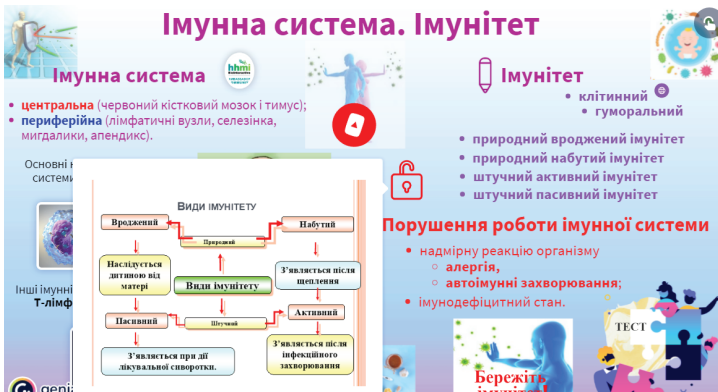 Імунна система. Імунітет
Імунна система
hhmi
центральна (червоний кістковий мозок і тимус);
периферійна (лімфатичні вузли, селезінка,
мигдалики, апендикс).
Основні
системи
Інші імунні
Т-лімф
ВИДИ ІМУНІТЕТУ
Вроджений
Набутий
Природний
Наслідується
дитиною від
матері
Види імунітету
З'являється після
щеплення
Пасивний
Штучний
Активний
З'являється при дії
лікувальної сиворотки.
З'являється після
інфекційного
захворювання
Імунітет
клітинний
гуморальний
природний вроджений імунітет
природний набутий імунітет
штучний активний імунітет
штучний пасивний імунітет
Порушення роботи імунної системи
надмірну реакцію організму
алергія,
автоімунні захворювання;
імунодефіцитний стан.
ТЕСТ
Бережіть